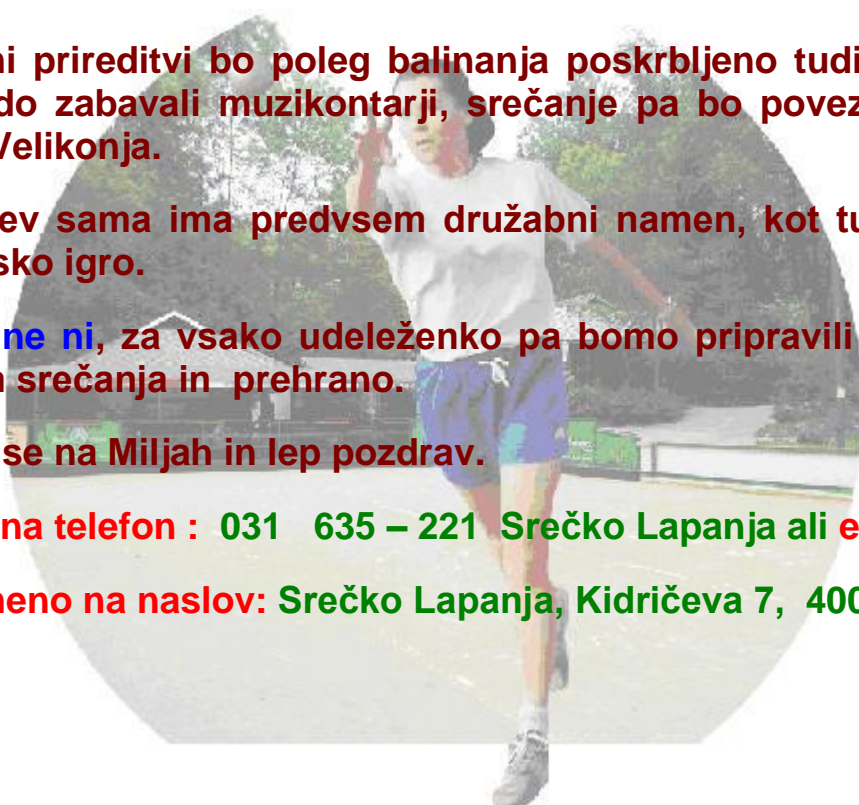 ni prireditvi bo poleg balinanja poskrbljeno tudi
do zabavali muzikontarji, srečanje pa bo povez
Velikonja.
ev sama ima predvsem družabni namen, kot tu
sko igro.
ne ni, za vsako udeleženko pa bomo pripravili
srečanja in prehrano.
se na Miljah in lep pozdrav.
na telefon : 031 635 – 221 Srečko Lapanja ali e
neno na naslov: Srečko Lapanja, Kidričeva 7, 400